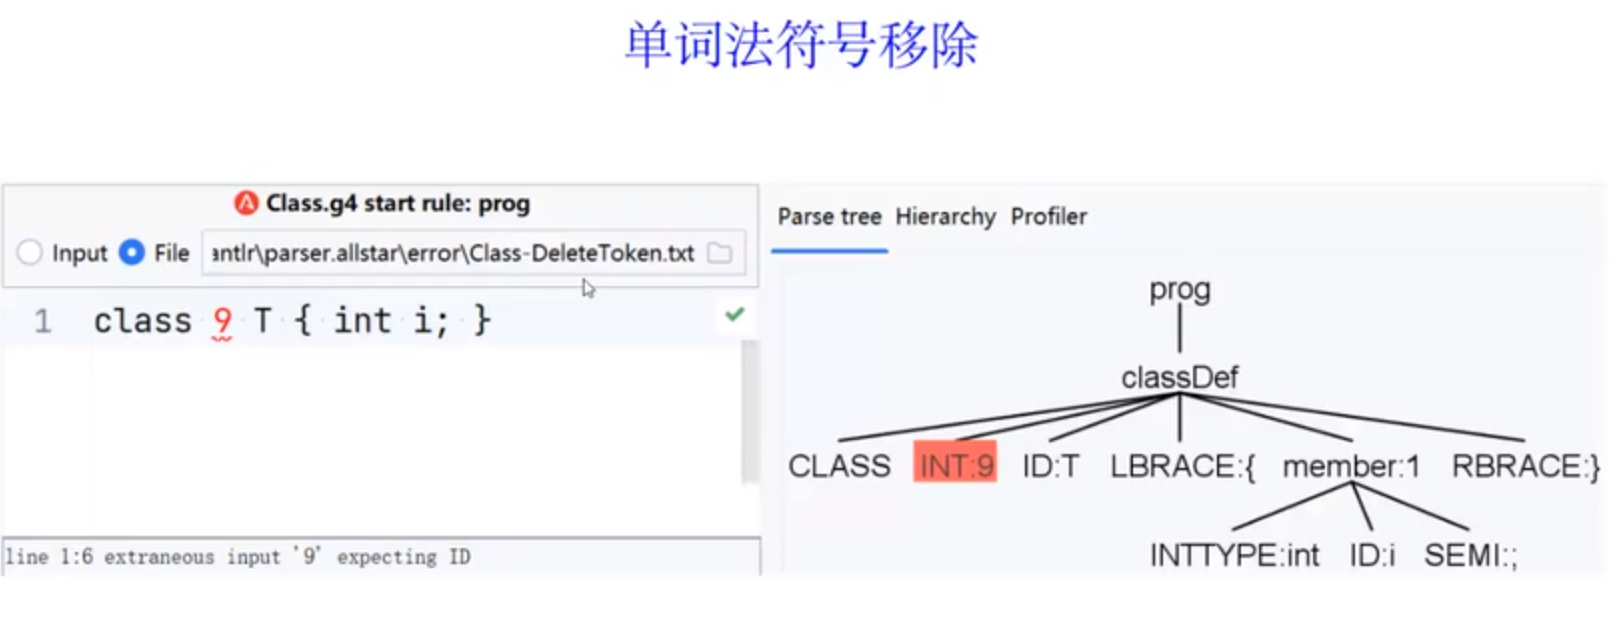 单词法符号移除
Class.g4 start rule: prog
Input File antlr\parser.allstar\error\Class-DeleteToken.txt
1 class 9 T { int i; }
line 1:6 extraneous input '9' expecting ID
Parse tree Hierarchy Profiler
prog
classDef
CLASS INT:9 ID:T LBRACE:{ member:1 RBRACE:}
INTTYPE:int ID:i SEMI:;